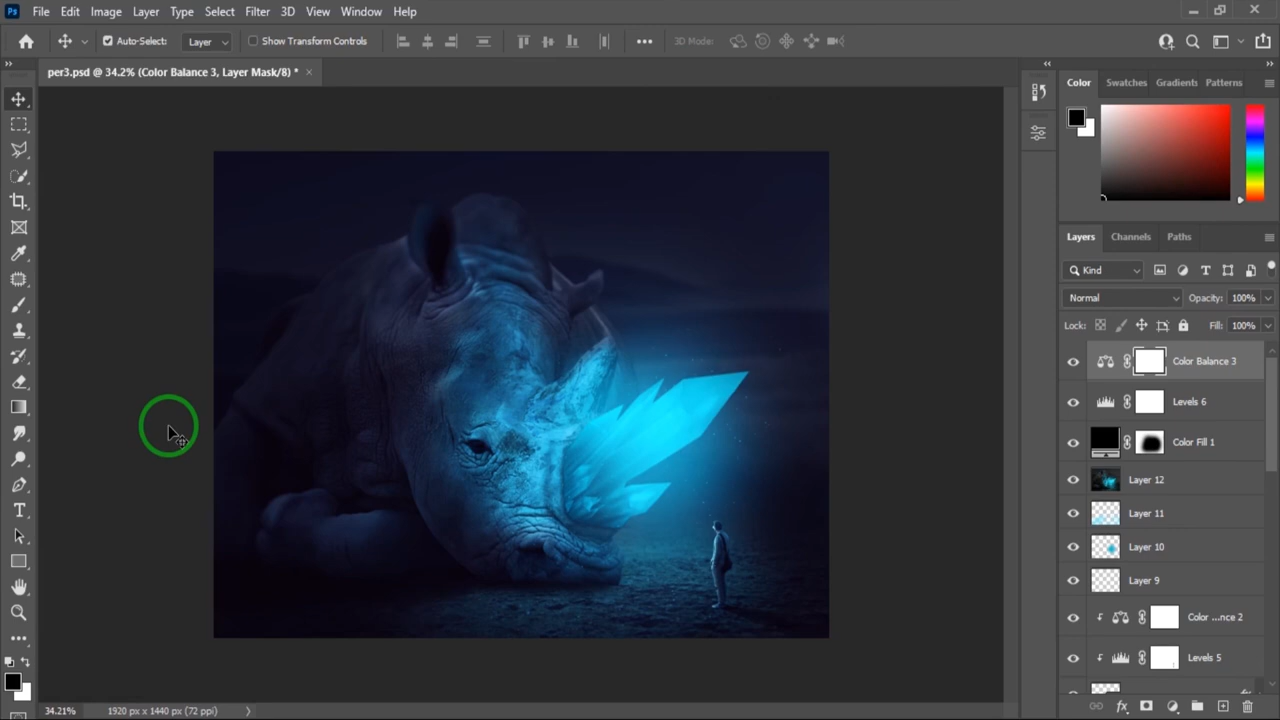 Ps File Edit Image Layer Type Select Filter 3D View Window Help
Auto-Select: Layer Show Transform Controls 3D Mode:
per3.psd @ 34.2% (Color Balance 3, Layer Mask/8) *
Color Swatches Gradients Patterns
Layers Channels Paths
Kind
Normal Opacity: 100%
Lock: Fill: 100%
Color Balance 3
Levels 6
Color Fill 1
Layer 12
Layer 11
Layer 10
Layer 9
Color ...nce 2
Levels 5
34.21% 1920 px x 1440 px (72 ppi)